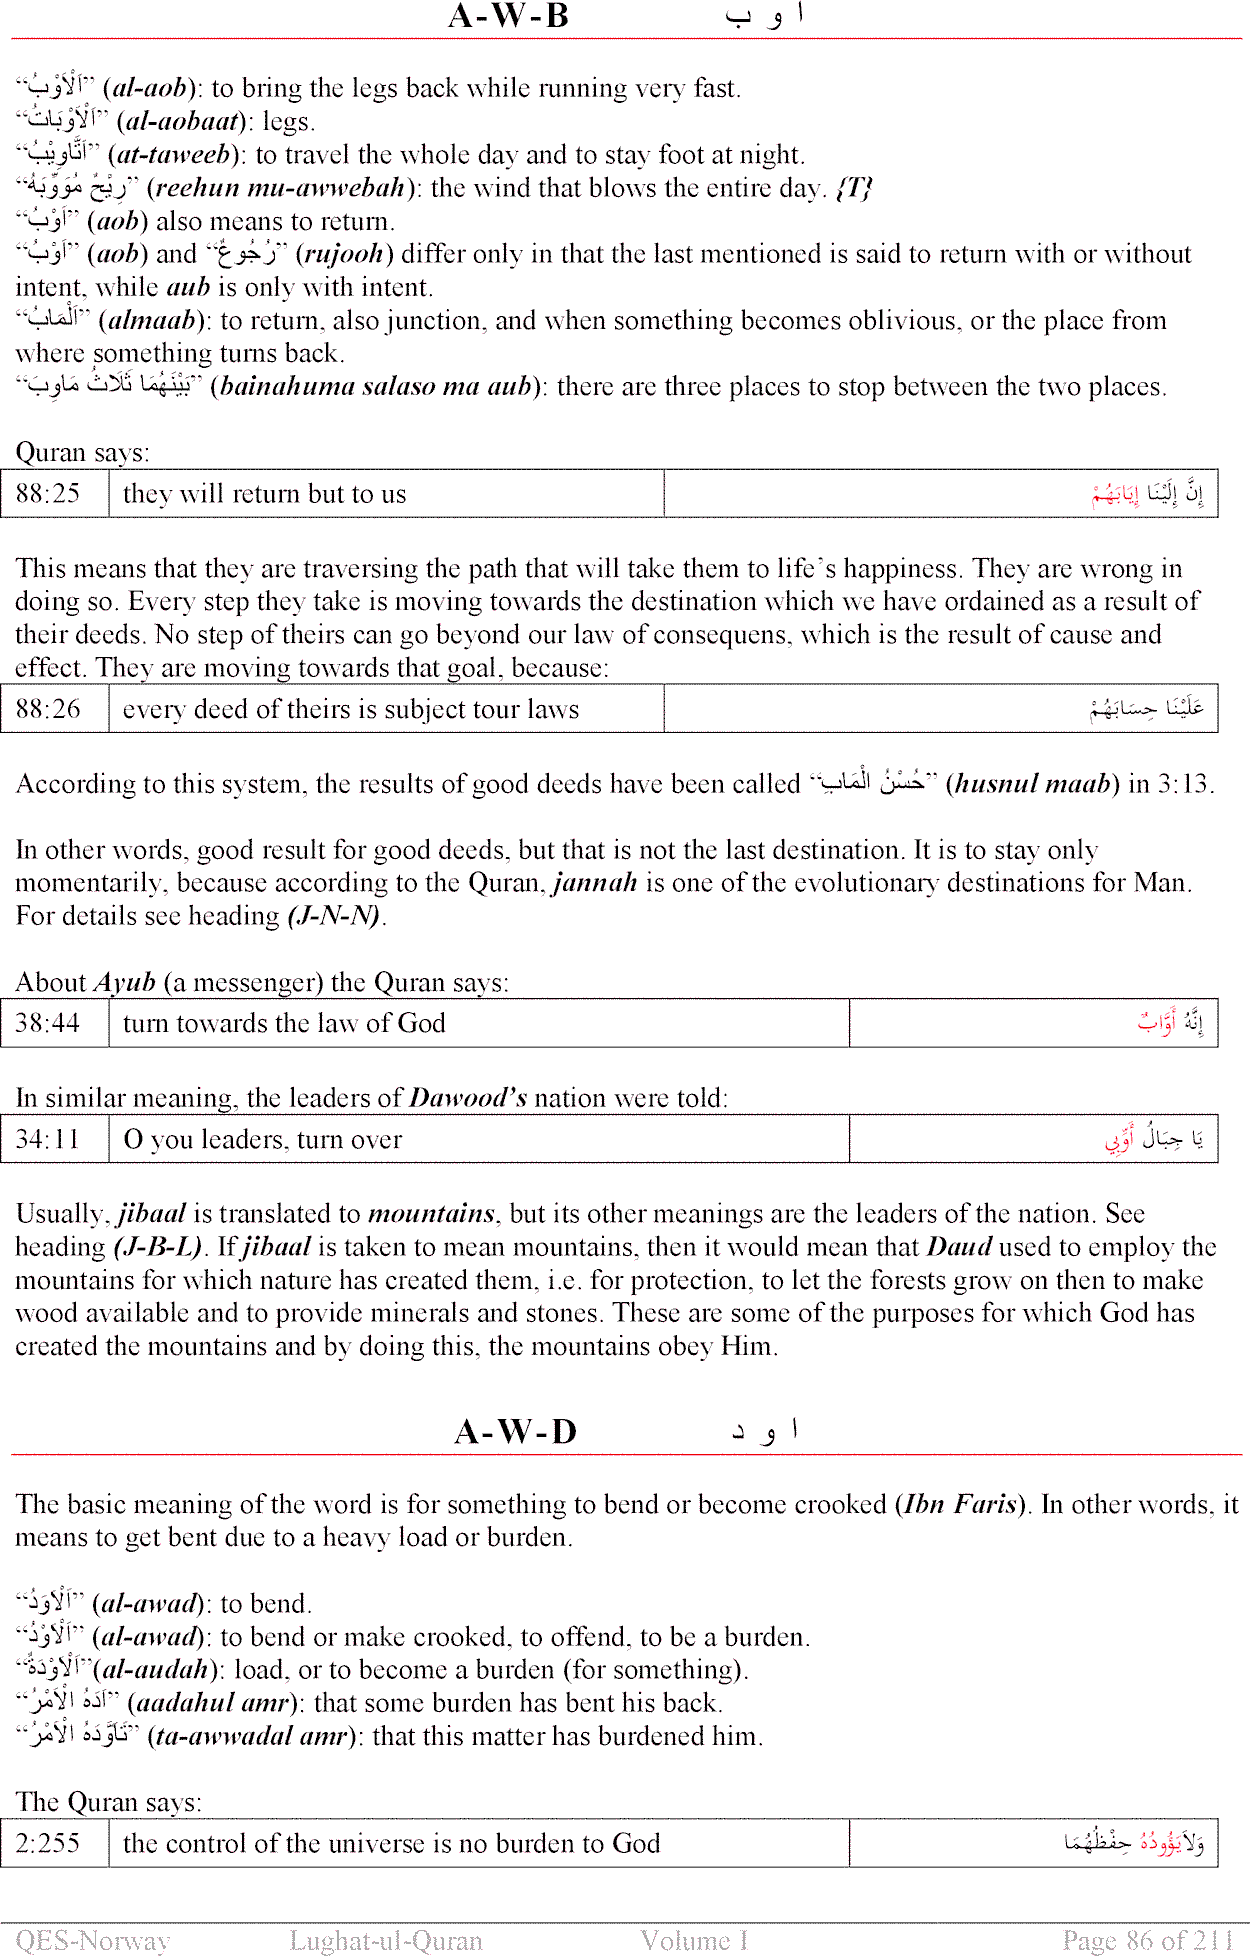 A-W-B ا و ب
“اَلْاَوْبُ” (al-aob): to bring the legs back while running very fast.
“اَلْاَوْبَاتُ” (al-aobaat): legs.
“اَتَّاوِيْبُ” (at-taweeb): to travel the whole day and to stay foot at night.
“رِيْحٌ مُوَوِّبَهُ” (reehun mu-awwebah): the wind that blows the entire day. {T}
“اَوْبُ” (aob) also means to return.
“اَوْبُ” (aob) and “رُجُوعٌ” (rujooh) differ only in that the last mentioned is said to return with or without
intent, while aub is only with intent.
“اَلْمَابُ” (almaab): to return, also junction, and when something becomes oblivious, or the place from
where something turns back.
“بَيْنَهُمَا ثَلَاثُ مَاوِبَ” (bainahuma salaso ma aub): there are three places to stop between the two places.
Quran says:
88:25 they will return but to us إِنَّ إِلَيْنَا إِيَابَهُمْ
This means that they are traversing the path that will take them to life’s happiness. They are wrong in
doing so. Every step they take is moving towards the destination which we have ordained as a result of
their deeds. No step of theirs can go beyond our law of consequens, which is the result of cause and
effect. They are moving towards that goal, because:
88:26 every deed of theirs is subject tour laws عَلَيْنَا حِسَابَهُمْ
According to this system, the results of good deeds have been called “حُسْنُ الْمَابِ” (husnul maab) in 3:13.
In other words, good result for good deeds, but that is not the last destination. It is to stay only
momentarily, because according to the Quran, jannah is one of the evolutionary destinations for Man.
For details see heading (J-N-N).
About Ayub (a messenger) the Quran says:
38:44 turn towards the law of God إِنَّهُ أَوَّابٌ
In similar meaning, the leaders of Dawood’s nation were told:
34:11 O you leaders, turn over يَا جِبَالُ أَوِّبِي
Usually, jibaal is translated to mountains, but its other meanings are the leaders of the nation. See
heading (J-B-L). If jibaal is taken to mean mountains, then it would mean that Daud used to employ the
mountains for which nature has created them, i.e. for protection, to let the forests grow on then to make
wood available and to provide minerals and stones. These are some of the purposes for which God has
created the mountains and by doing this, the mountains obey Him.
A-W-D ا و د
The basic meaning of the word is for something to bend or become crooked (Ibn Faris). In other words, it
means to get bent due to a heavy load or burden.
“اَلْاَوَدُ” (al-awad): to bend.
“اَلْاَوْدُ” (al-awad): to bend or make crooked, to offend, to be a burden.
“اَلْاَوْدَةُ”(al-audah): load, or to become a burden (for something).
“اَدَهُ الْاَمْرُ” (aadahul amr): that some burden has bent his back.
“تَاَوَّدَهُ الْاَمْرُ” (ta-awwadal amr): that this matter has burdened him.
The Quran says:
2:255 the control of the universe is no burden to God وَلاَيَؤُودُهُ حِفْظُهُمَا
QES-Norway Lughat-ul-Quran Volume I Page 86 of 211